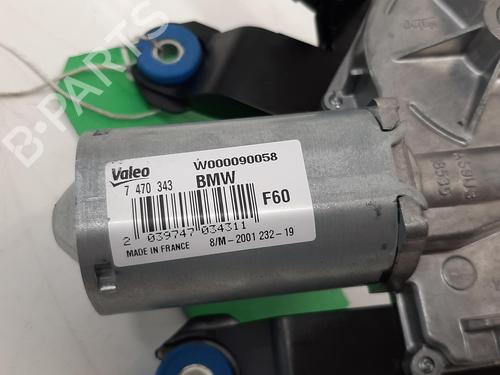 B-PARTS
Valeo
W000090058
7 470 343
BMW
F60
2 039747 034311
MADE IN FRANCE
8/M-2001 232-19